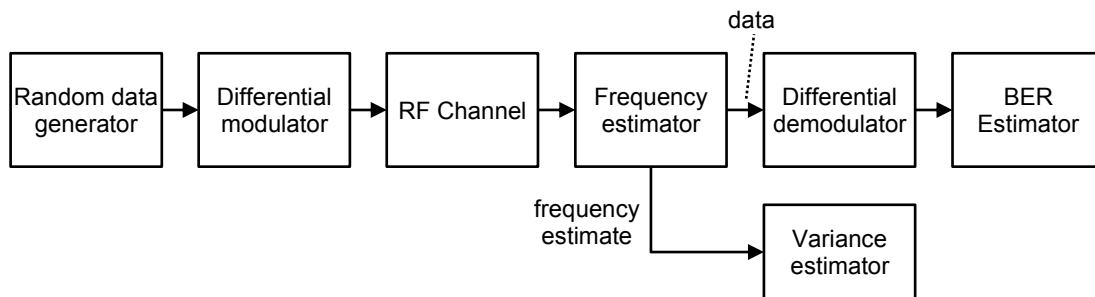 data
Random data
generator
Differential
modulator
RF Channel
Frequency
estimator
Differential
demodulator
BER
Estimator
frequency
estimate
Variance
estimator